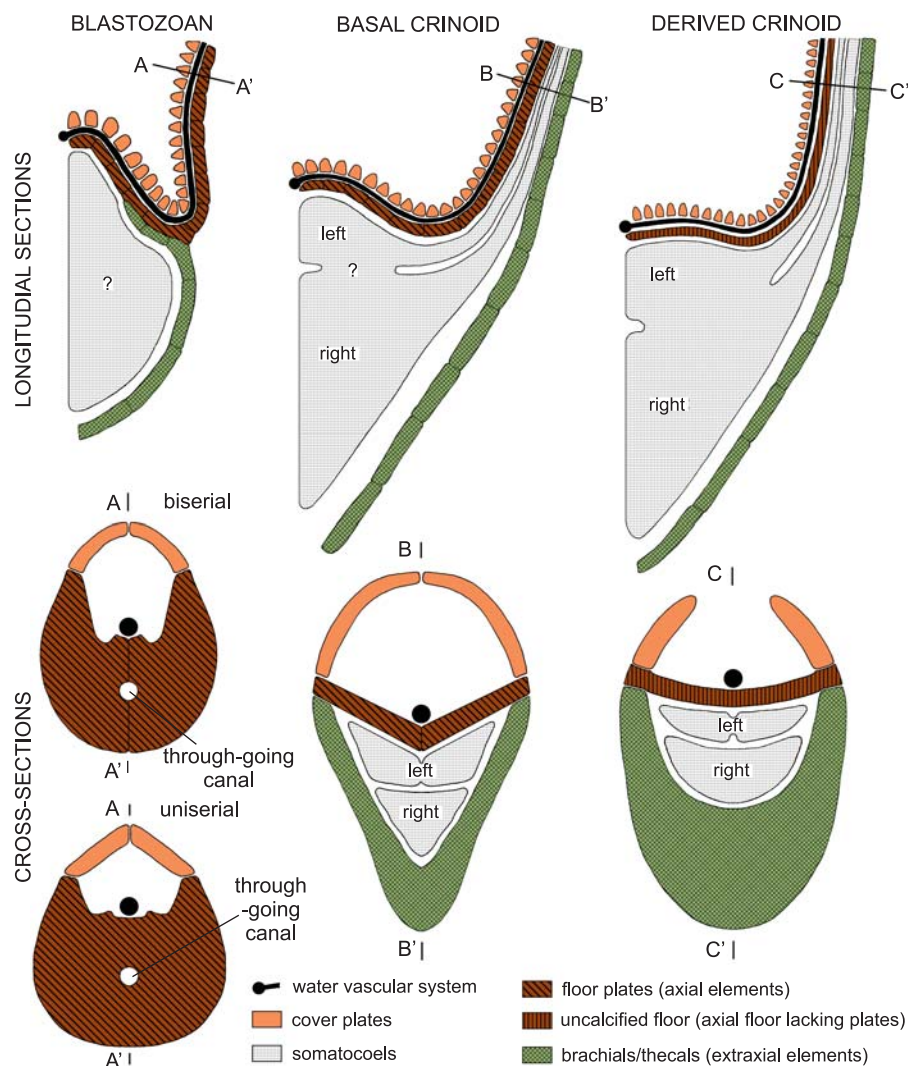 BLASTOZOAN
BASAL CRINOID
DERIVED CRINOID
LONGITUDIAL SECTIONS
A
A'
?
B
B'
left
?
right
C
C'
left
right
CROSS-SECTIONS
A
biserial
through-going
canal
A'
A
uniserial
through
-going
canal
A'
B
left
right
B'
C
left
right
C'
water vascular system
cover plates
somatocoels
floor plates (axial elements)
uncalcified floor (axial floor lacking plates)
brachials/thecals (extraxial elements)